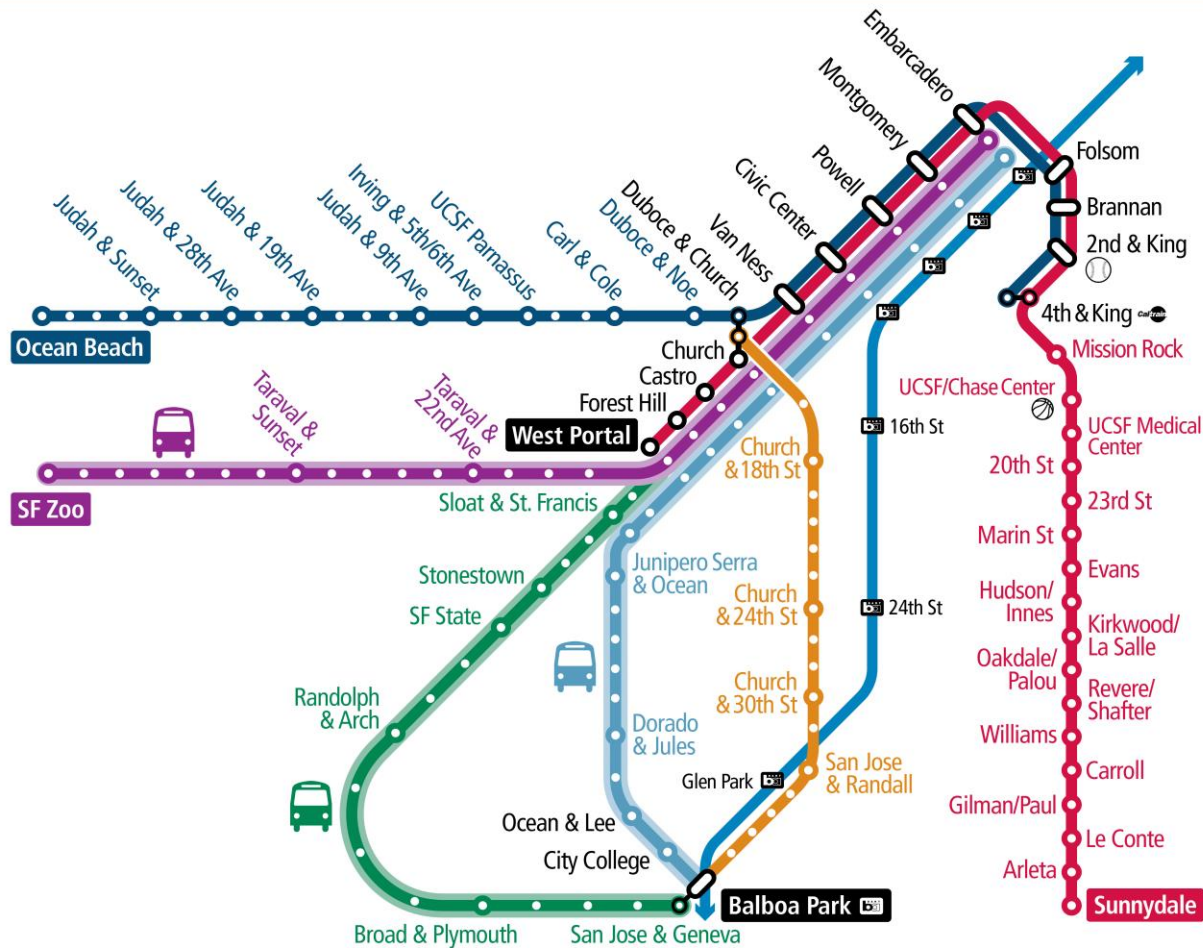 Embarcadero
Montgomery
Powell
Civic Center
Van Ness
Folsom
Brannan
2nd & King
4th & King
Caltrain
Judah & Sunset
Judah & 28th Ave
Judah & 19th Ave
Judah & 9th Ave
Irving & 5th/6th Ave
UCSF Parnassus
Carl & Cole
Duboce & Noe
Duboce & Church
Ocean Beach
Church
Castro
Forest Hill
West Portal
Taraval &
Sunset
Taraval &
22nd Ave
SF Zoo
Sloat & St. Francis
Stonestown
SF State
Randolph
& Arch
Broad & Plymouth
San Jose & Geneva
Junipero Serra
& Ocean
Dorado
& Jules
Ocean & Lee
City College
Balboa Park
Church
& 18th St
Church
& 24th St
Church
& 30th St
San Jose
& Randall
16th St
24th St
Glen Park
Mission Rock
UCSF/Chase Center
UCSF Medical
Center
20th St
23rd St
Marin St
Evans
Hudson/
Innes
Kirkwood/
La Salle
Oakdale/
Palou
Revere/
Shafter
Williams
Carroll
Gilman/Paul
Le Conte
Arleta
Sunnydale